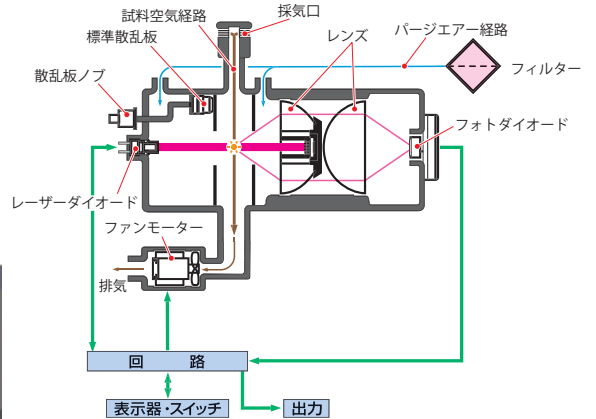 試料空気経路
採気口
標準散乱板
レンズ
パージエアー経路
散乱板ノブ
フィルター
フォトダイオード
レーザーダイオード
ファンモーター
排気
回 路
表示器・スイッチ
出力